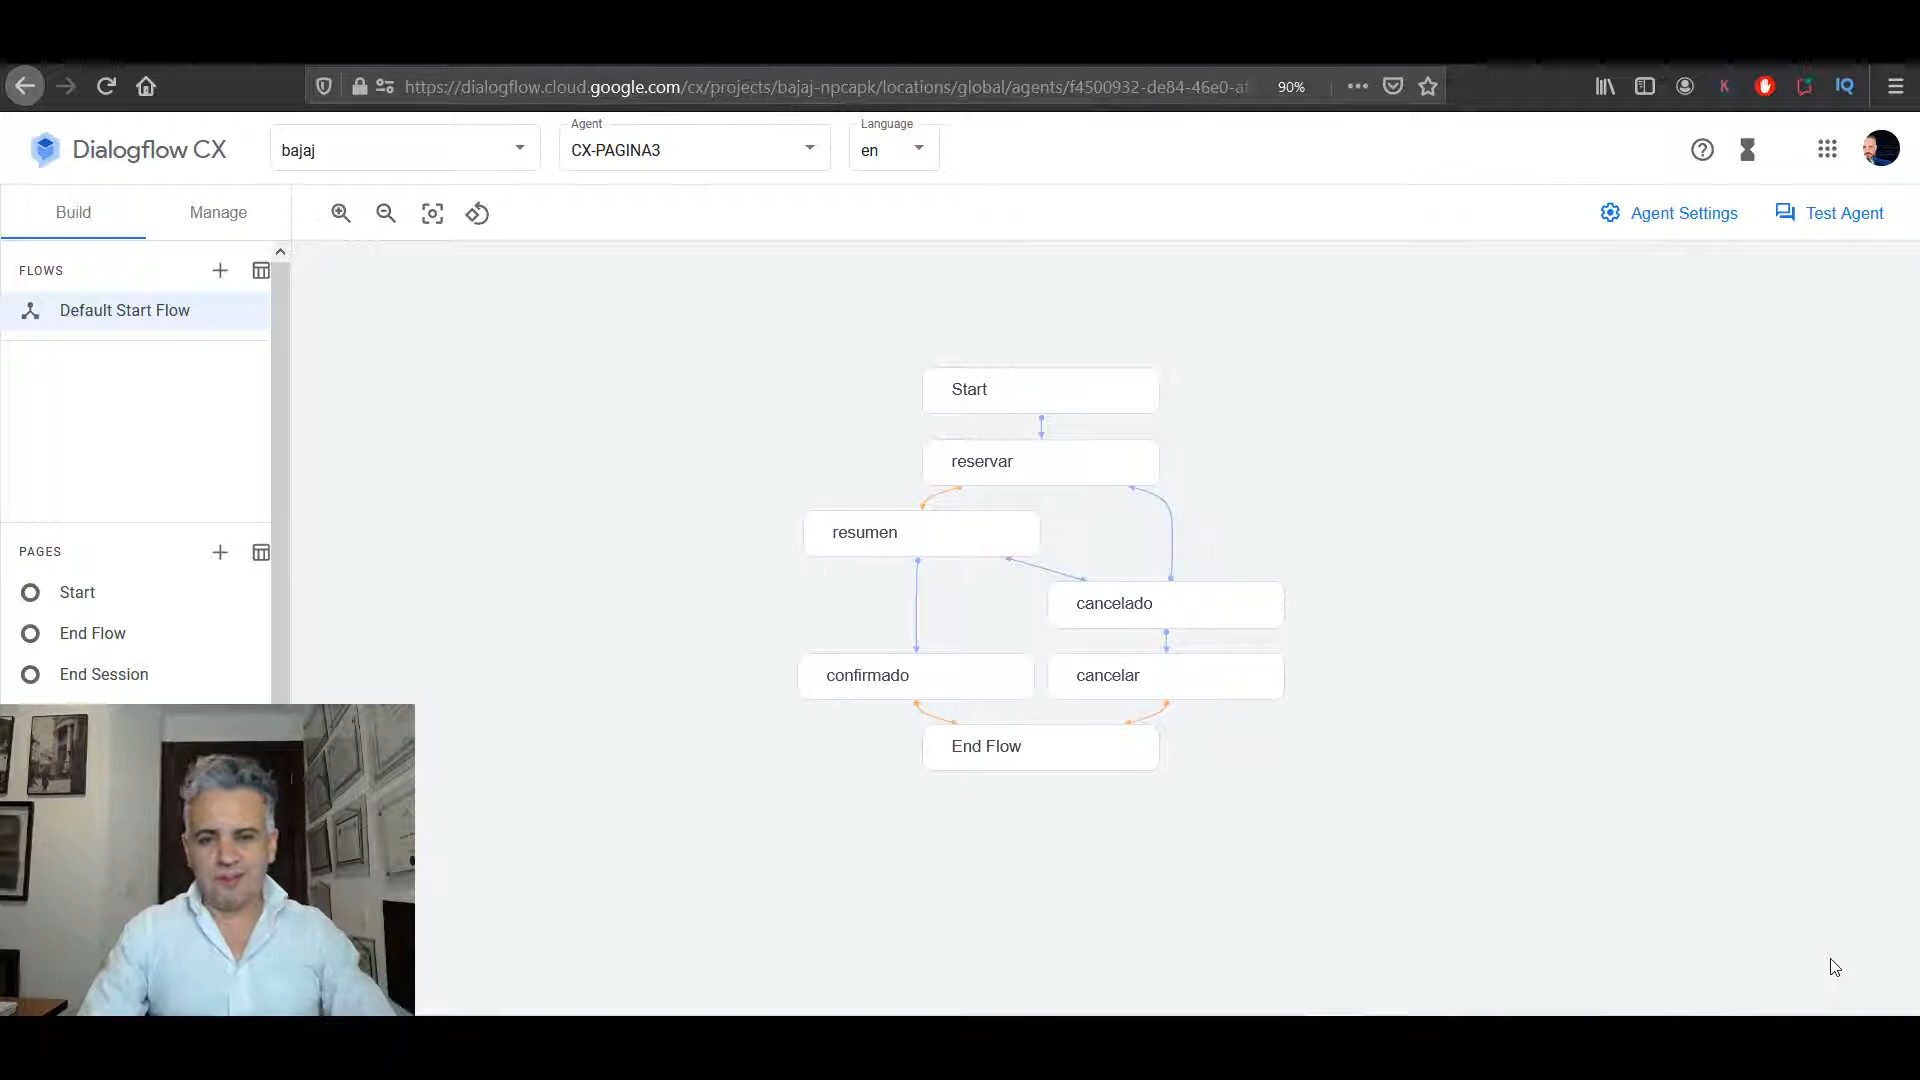 https://dialogflow.cloud.google.com/cx/projects/bajaj-npcapk/locations/global/agents/f4500932-de84-46e0-af
90%
K
IQ
Dialogflow CX
bajaj
Agent
CX-PAGINA3
Language
en
Build
Manage
Agent Settings
Test Agent
FLOWS
Default Start Flow
PAGES
Start
End Flow
End Session
Start
reservar
resumen
cancelado
confirmado
cancelar
End Flow